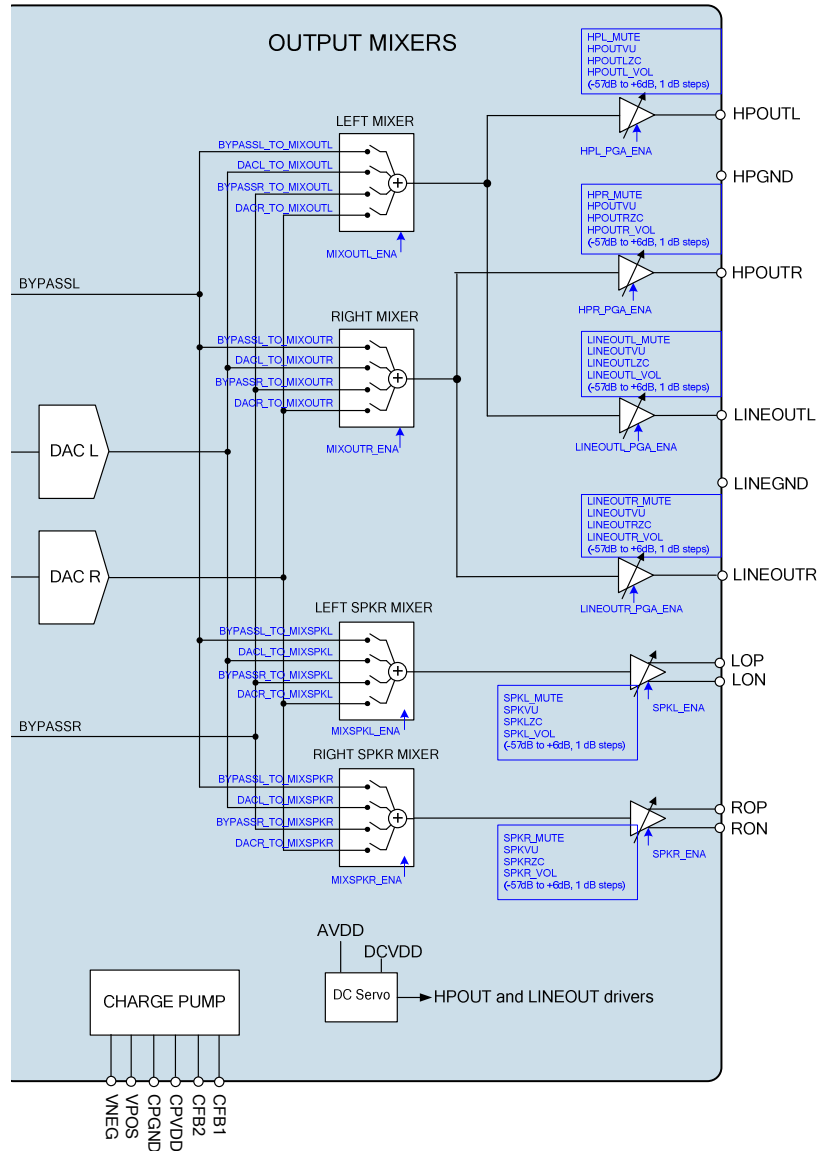 OUTPUT MIXERS
HPL_MUTE
HPOUTVU
HPOUTLZC
HPOUTL_VOL
(-57dB to +6dB, 1 dB steps)
HPOUTL
HPL_PGA_ENA
LEFT MIXER
BYPASSL_TO_MIXOUTL
DACL_TO_MIXOUTL
BYPASSR_TO_MIXOUTL
DACR_TO_MIXOUTL
MIXOUTL_ENA
HPGND
HPR_MUTE
HPOUTVU
HPOUTRZC
HPOUTR_VOL
(-57dB to +6dB, 1 dB steps)
HPOUTR
HPR_PGA_ENA
BYPASSL
RIGHT MIXER
BYPASSL_TO_MIXOUTR
DACL_TO_MIXOUTR
BYPASSR_TO_MIXOUTR
DACR_TO_MIXOUTR
MIXOUTR_ENA
LINEOUTL_MUTE
LINEOUTVU
LINEOUTLZC
LINEOUTL_VOL
(-57dB to +6dB, 1 dB steps)
LINEOUTL
LINEOUTL_PGA_ENA
DAC L
LINEGND
LINEOUTR_MUTE
LINEOUTVU
LINEOUTRZC
LINEOUTR_VOL
(-57dB to +6dB, 1 dB steps)
LINEOUTR
LINEOUTR_PGA_ENA
DAC R
LEFT SPKR MIXER
BYPASSL_TO_MIXSPKL
DACL_TO_MIXSPKL
BYPASSR_TO_MIXSPKL
DACR_TO_MIXSPKL
MIXSPKL_ENA
LOP
LON
SPKL_ENA
SPKL_MUTE
SPKVU
SPKLZC
SPKL_VOL
(-57dB to +6dB, 1 dB steps)
BYPASSR
RIGHT SPKR MIXER
BYPASSL_TO_MIXSPKR
DACL_TO_MIXSPKR
BYPASSR_TO_MIXSPKR
DACR_TO_MIXSPKR
MIXSPKR_ENA
ROP
RON
SPKR_ENA
SPKR_MUTE
SPKVU
SPKRZC
SPKR_VOL
(-57dB to +6dB, 1 dB steps)
AVDD
DCVDD
DC Servo
HPOUT and LINEOUT drivers
CHARGE PUMP
VNEG
VPOS
CPGND
CPVDD
CFB2
CFB1